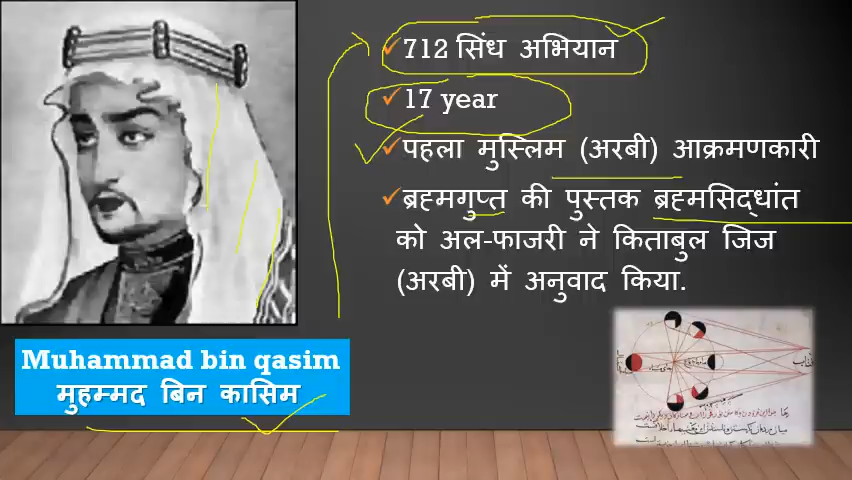 712 सिंध अभियान
17 year
पहला मुस्लिम (अरबी) आक्रमणकारी
ब्रह्मगुप्त की पुस्तक ब्रह्मसिद्धांत
को अल-फाजरी ने किताबुल जिज
(अरबी) में अनुवाद किया.
Muhammad bin qasim
मुहम्मद बिन कासिम